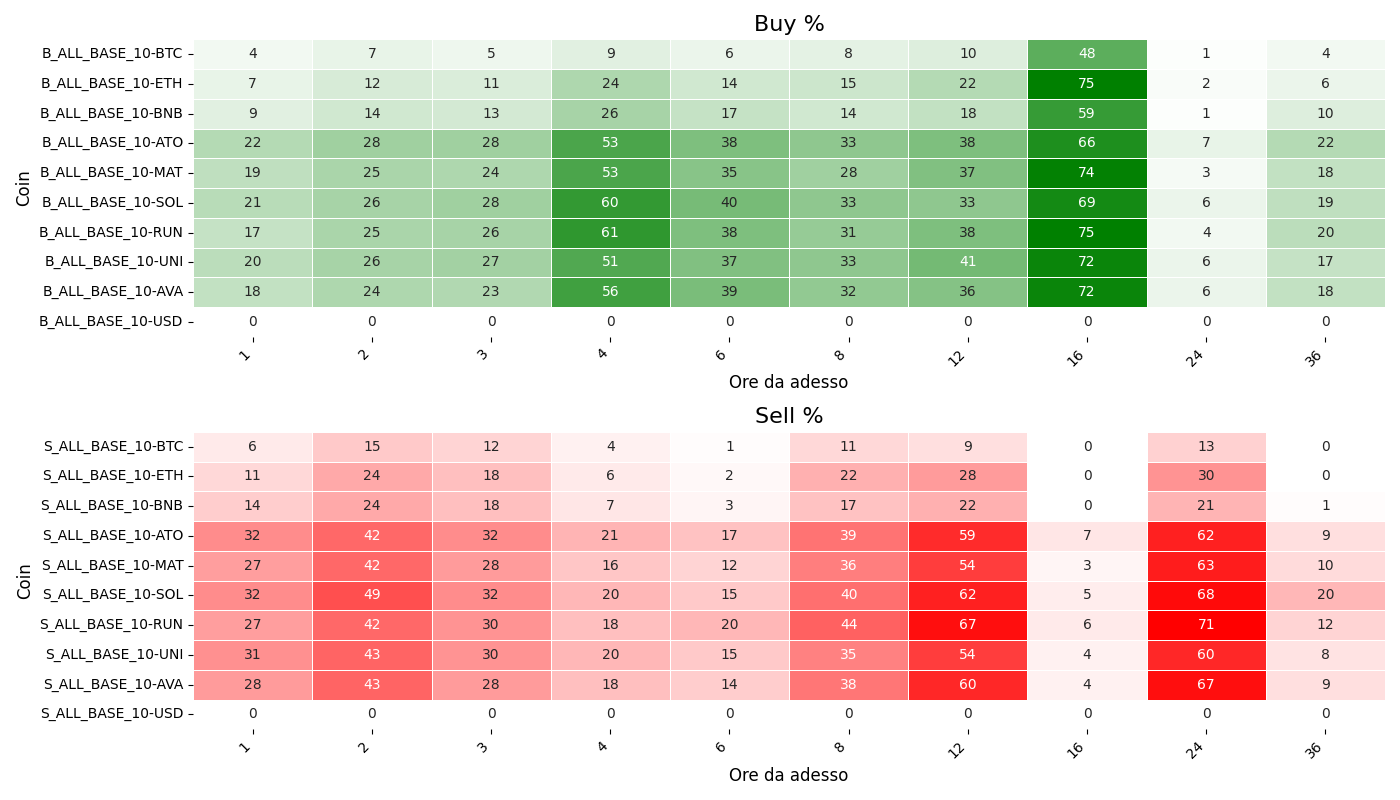 Buy %
Coin
B_ALL_BASE_10-BTC 4 7 5 9 6 8 10 48 1 4
B_ALL_BASE_10-ETH 7 12 11 24 14 15 22 75 2 6
B_ALL_BASE_10-BNB 9 14 13 26 17 14 18 59 1 10
B_ALL_BASE_10-ATO 22 28 28 53 38 33 38 66 7 22
B_ALL_BASE_10-MAT 19 25 24 53 35 28 37 74 3 18
B_ALL_BASE_10-SOL 21 26 28 60 40 33 33 69 6 19
B_ALL_BASE_10-RUN 17 25 26 61 38 31 38 75 4 20
B_ALL_BASE_10-UNI 20 26 27 51 37 33 41 72 6 17
B_ALL_BASE_10-AVA 18 24 23 56 39 32 36 72 6 18
B_ALL_BASE_10-USD 0 0 0 0 0 0 0 0 0 0
1 2 3 4 6 8 12 16 24 36
Ore da adesso
Sell %
Coin
S_ALL_BASE_10-BTC 6 15 12 4 1 11 9 0 13 0
S_ALL_BASE_10-ETH 11 24 18 6 2 22 28 0 30 0
S_ALL_BASE_10-BNB 14 24 18 7 3 17 22 0 21 1
S_ALL_BASE_10-ATO 32 42 32 21 17 39 59 7 62 9
S_ALL_BASE_10-MAT 27 42 28 16 12 36 54 3 63 10
S_ALL_BASE_10-SOL 32 49 32 20 15 40 62 5 68 20
S_ALL_BASE_10-RUN 27 42 30 18 20 44 67 6 71 12
S_ALL_BASE_10-UNI 31 43 30 20 15 35 54 4 60 8
S_ALL_BASE_10-AVA 28 43 28 18 14 38 60 4 67 9
S_ALL_BASE_10-USD 0 0 0 0 0 0 0 0 0 0
1 2 3 4 6 8 12 16 24 36
Ore da adesso